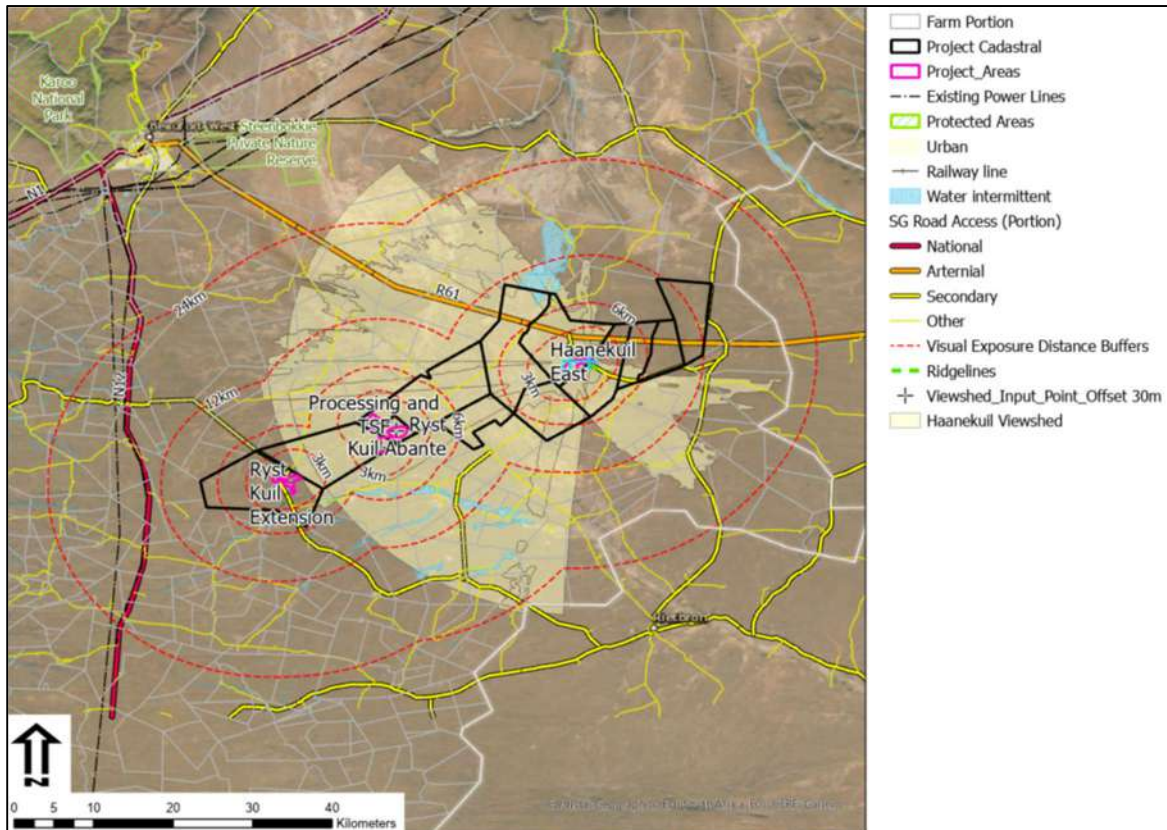 Karoo
National
Park
Steenbokkie
Private Nature
Reserve
N1
N12
R61
24km
12km
6km
6km
3km
3km
3km
Haanekuil
East
Processing and
TSF Ryst
Kuil Abante
Ryst
Kuil
Extension
N
0 5 10 20 30 40
Kilometers
Farm Portion
Project Cadastral
Project_Areas
Existing Power Lines
Protected Areas
Urban
Railway line
Water intermittent
SG Road Access (Portion)
National
Arternial
Secondary
Other
Visual Exposure Distance Buffers
Ridgelines
Viewshed_Input_Point_Offset 30m
Haanekuil Viewshed